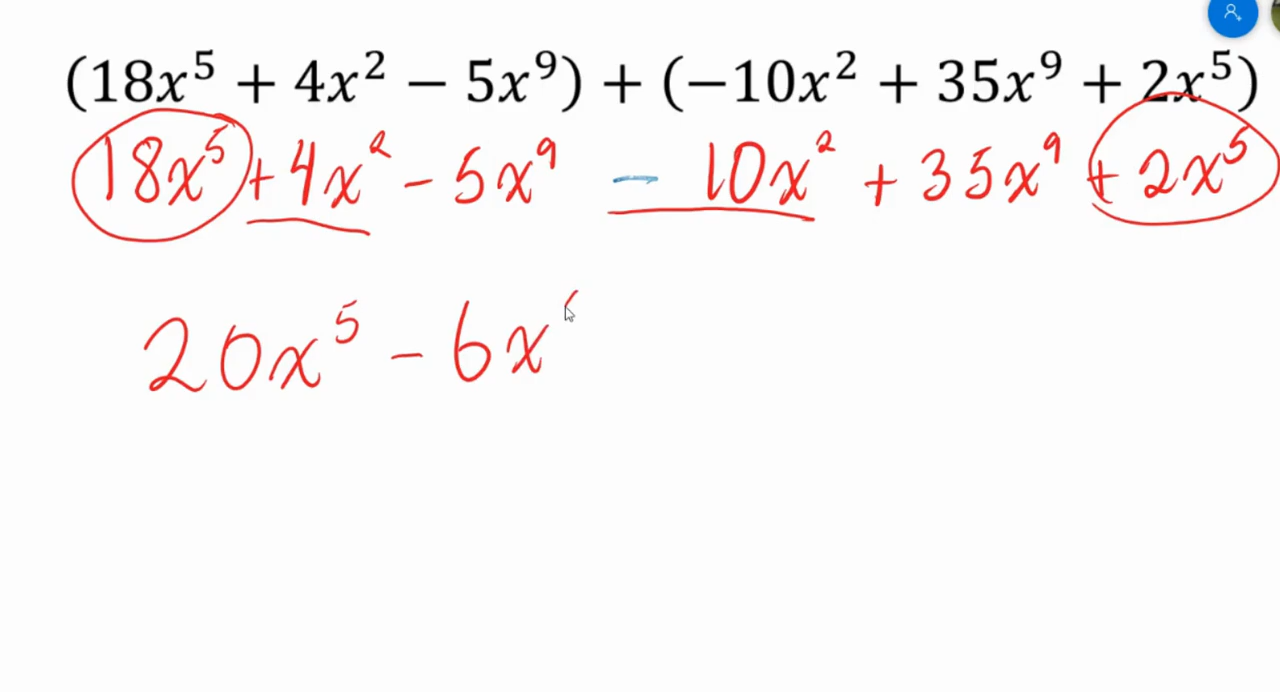 (18x⁵ + 4x² − 5x⁹) + (−10x² + 35x⁹ + 2x⁵)
18x⁵ + 4x² - 5x⁹ - 10x² + 35x⁹ + 2x⁵
20x⁵ - 6x